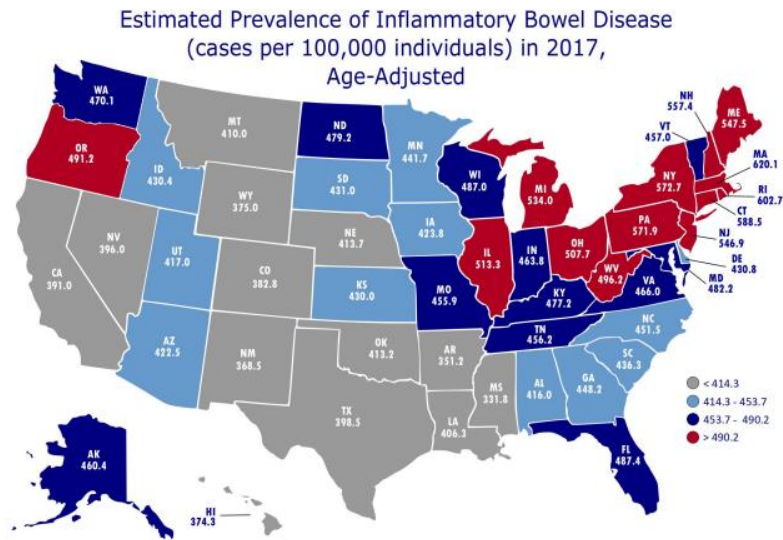 Estimated Prevalence of Inflammatory Bowel Disease
(cases per 100,000 individuals) in 2017,
Age-Adjusted
WA
470.1
OR
491.2
CA
391.0
NV
396.0
ID
430.4
MT
410.0
WY
375.0
UT
417.0
AZ
422.5
CO
382.8
NM
368.5
ND
479.2
SD
431.0
NE
413.7
KS
430.0
OK
413.2
TX
398.5
MN
441.7
IA
423.8
MO
455.9
AR
351.2
LA
406.3
WI
487.0
IL
513.3
MI
534.0
IN
463.8
OH
507.7
KY
477.2
TN
456.2
MS
331.8
AL
416.0
GA
448.2
FL
487.4
SC
436.3
NC
451.5
VA
466.0
WV
496.2
PA
571.9
NY
572.7
VT
457.0
NH
557.4
ME
547.5
MA
620.1
RI
602.7
CT
588.5
NJ
546.9
DE
430.8
MD
482.2
AK
460.4
HI
374.3
< 414.3
414.3 - 453.7
453.7 - 490.2
> 490.2